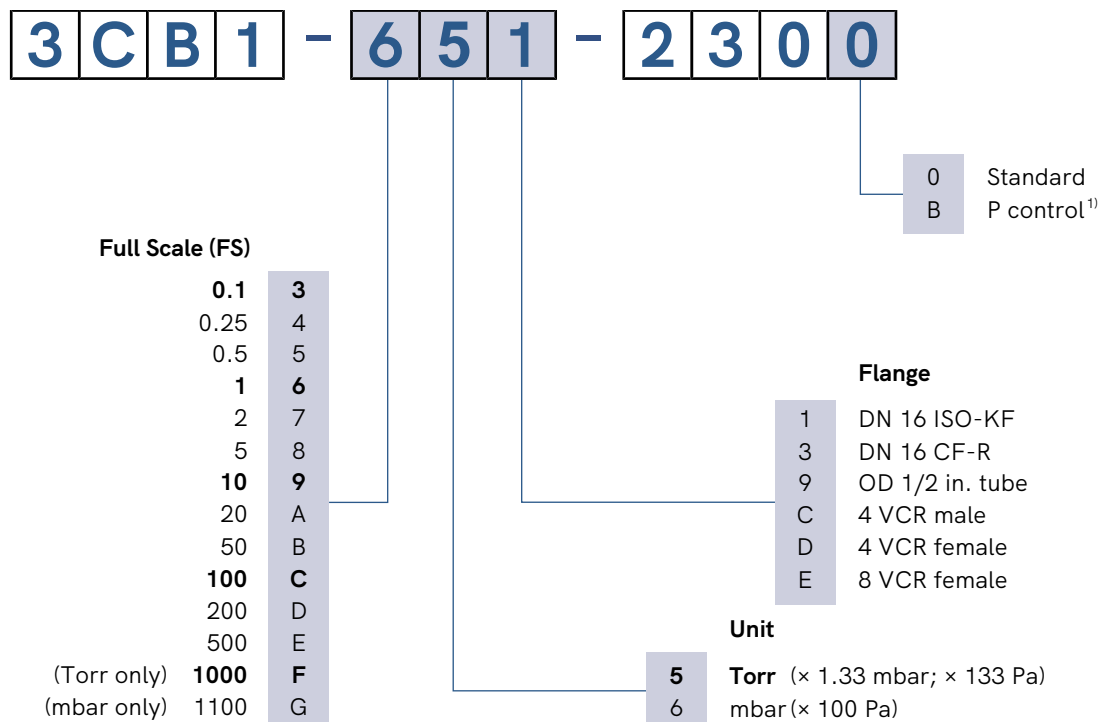 3CB1 - 651 - 2300
0 Standard
B P control1)
Full Scale (FS)
0.1 3
0.25 4
0.5 5
1 6
2 7
5 8
10 9
20 A
50 B
100 C
200 D
500 E
(Torr only) 1000 F
(mbar only) 1100 G
Flange
1 DN 16 ISO-KF
3 DN 16 CF-R
9 OD 1/2 in. tube
C 4 VCR male
D 4 VCR female
E 8 VCR female
Unit
5 Torr (× 1.33 mbar; × 133 Pa)
6 mbar (× 100 Pa)